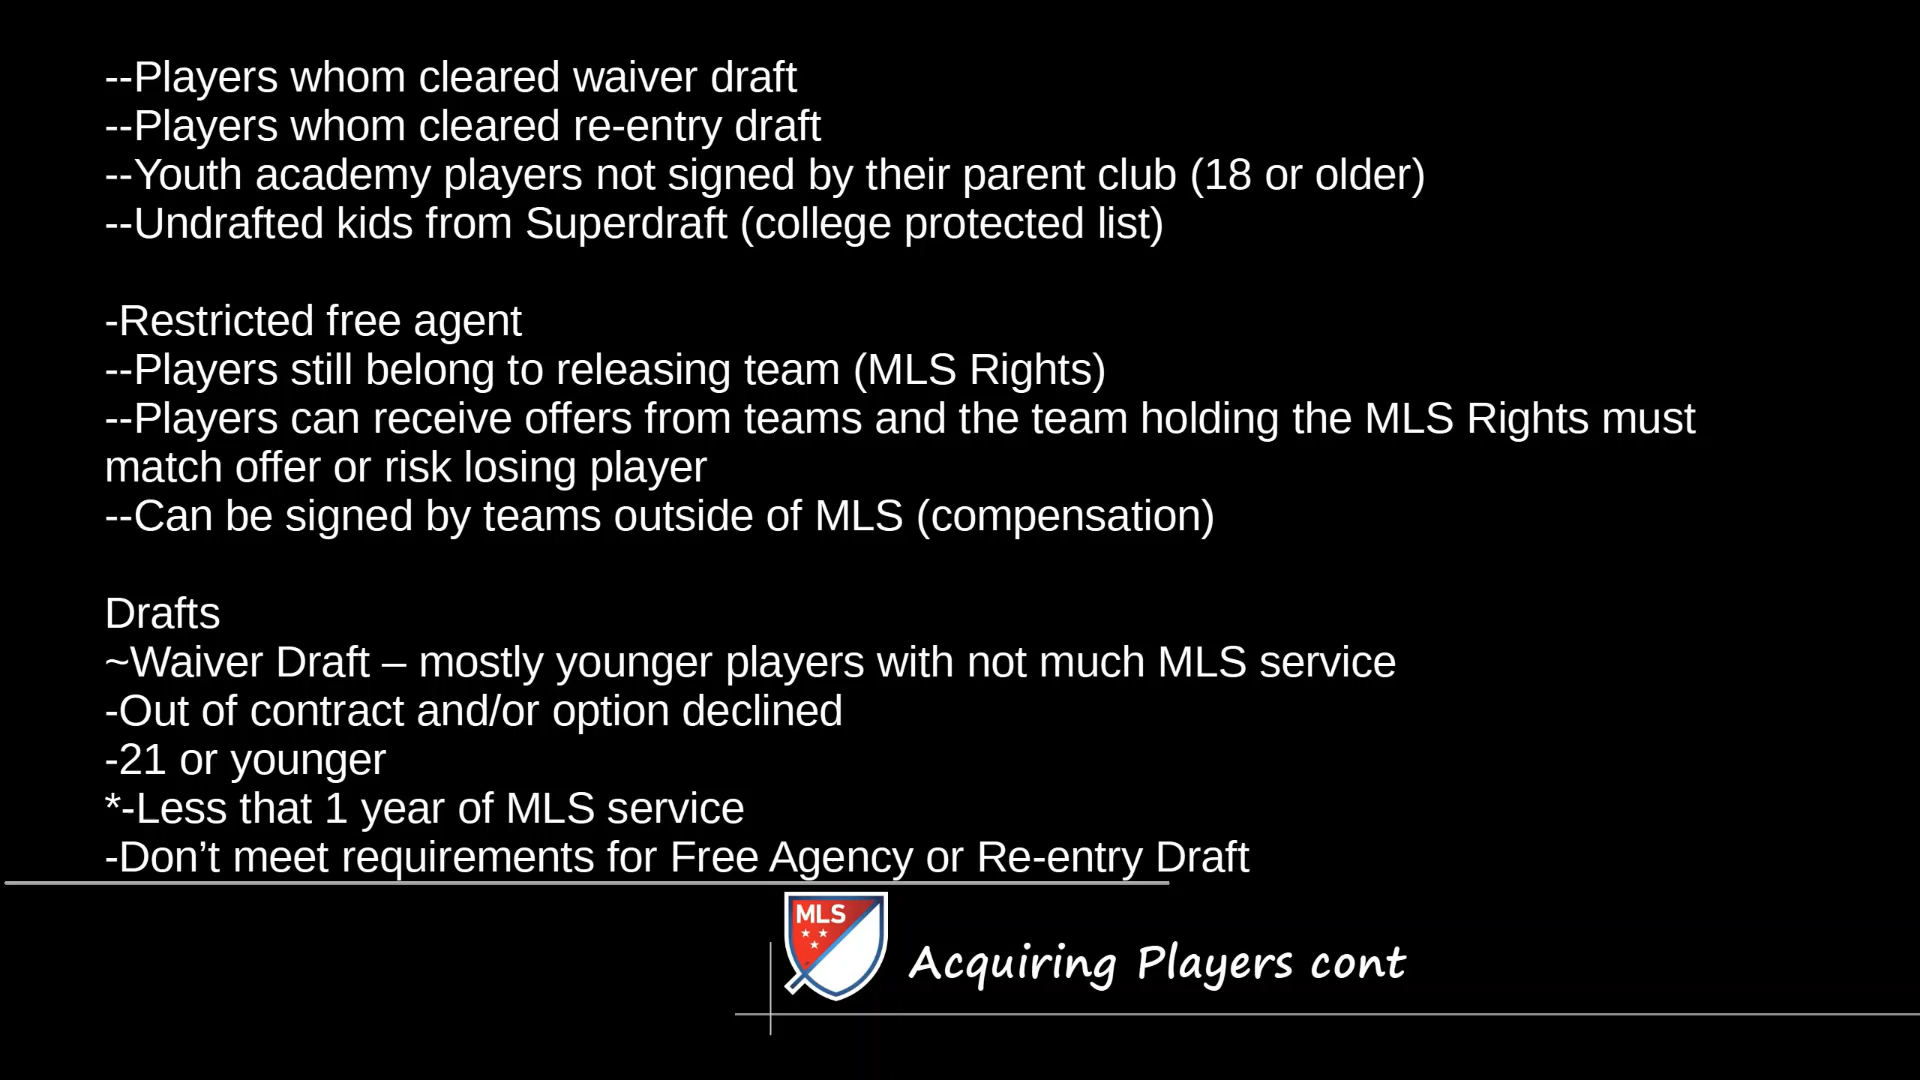 --Players whom cleared waiver draft
--Players whom cleared re-entry draft
--Youth academy players not signed by their parent club (18 or older)
--Undrafted kids from Superdraft (college protected list)
-Restricted free agent
--Players still belong to releasing team (MLS Rights)
--Players can receive offers from teams and the team holding the MLS Rights must
match offer or risk losing player
--Can be signed by teams outside of MLS (compensation)
Drafts
~Waiver Draft – mostly younger players with not much MLS service
-Out of contract and/or option declined
-21 or younger
*-Less that 1 year of MLS service
-Don’t meet requirements for Free Agency or Re-entry Draft
MLS
Acquiring Players cont